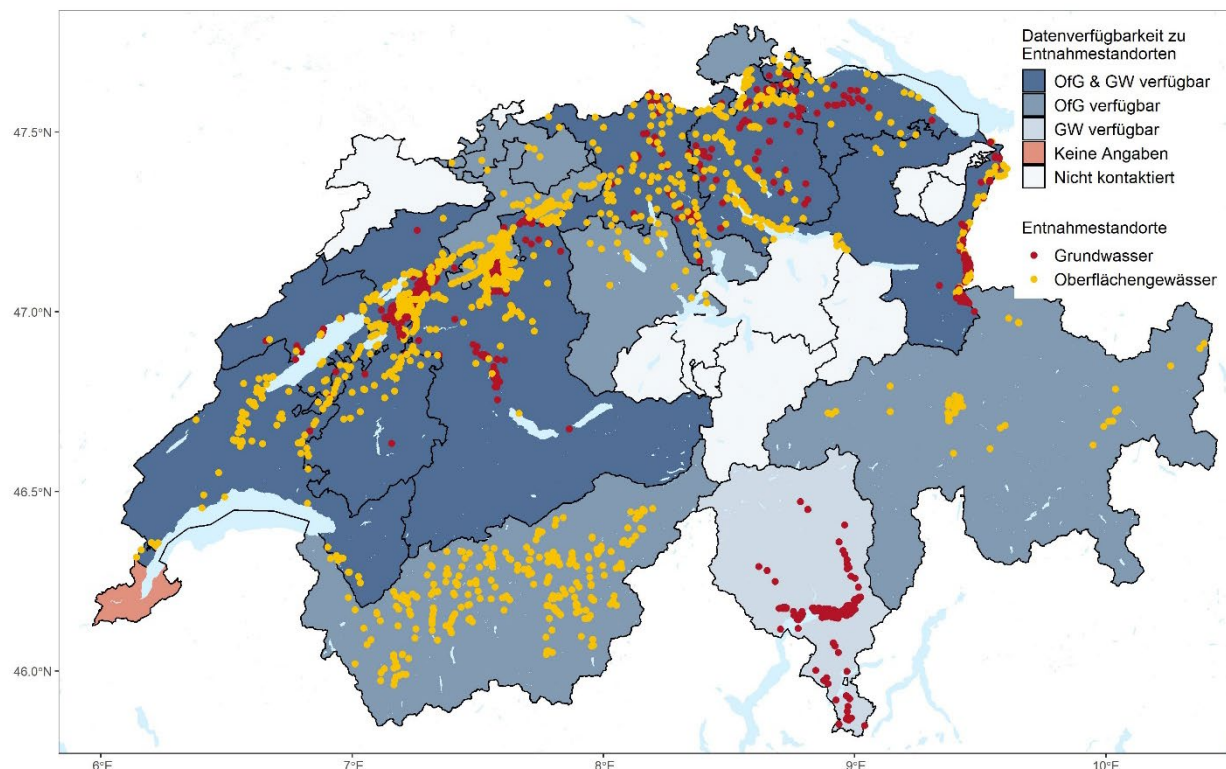 Datenverfügbarkeit zu
Entnahmestandorten
OfG & GW verfügbar
OfG verfügbar
GW verfügbar
Keine Angaben
Nicht kontaktiert
Entnahmestandorte
Grundwasser
Oberflächengewässer
47.5°N
47.0°N
46.5°N
46.0°N
6°E
7°E
8°E
9°E
10°E